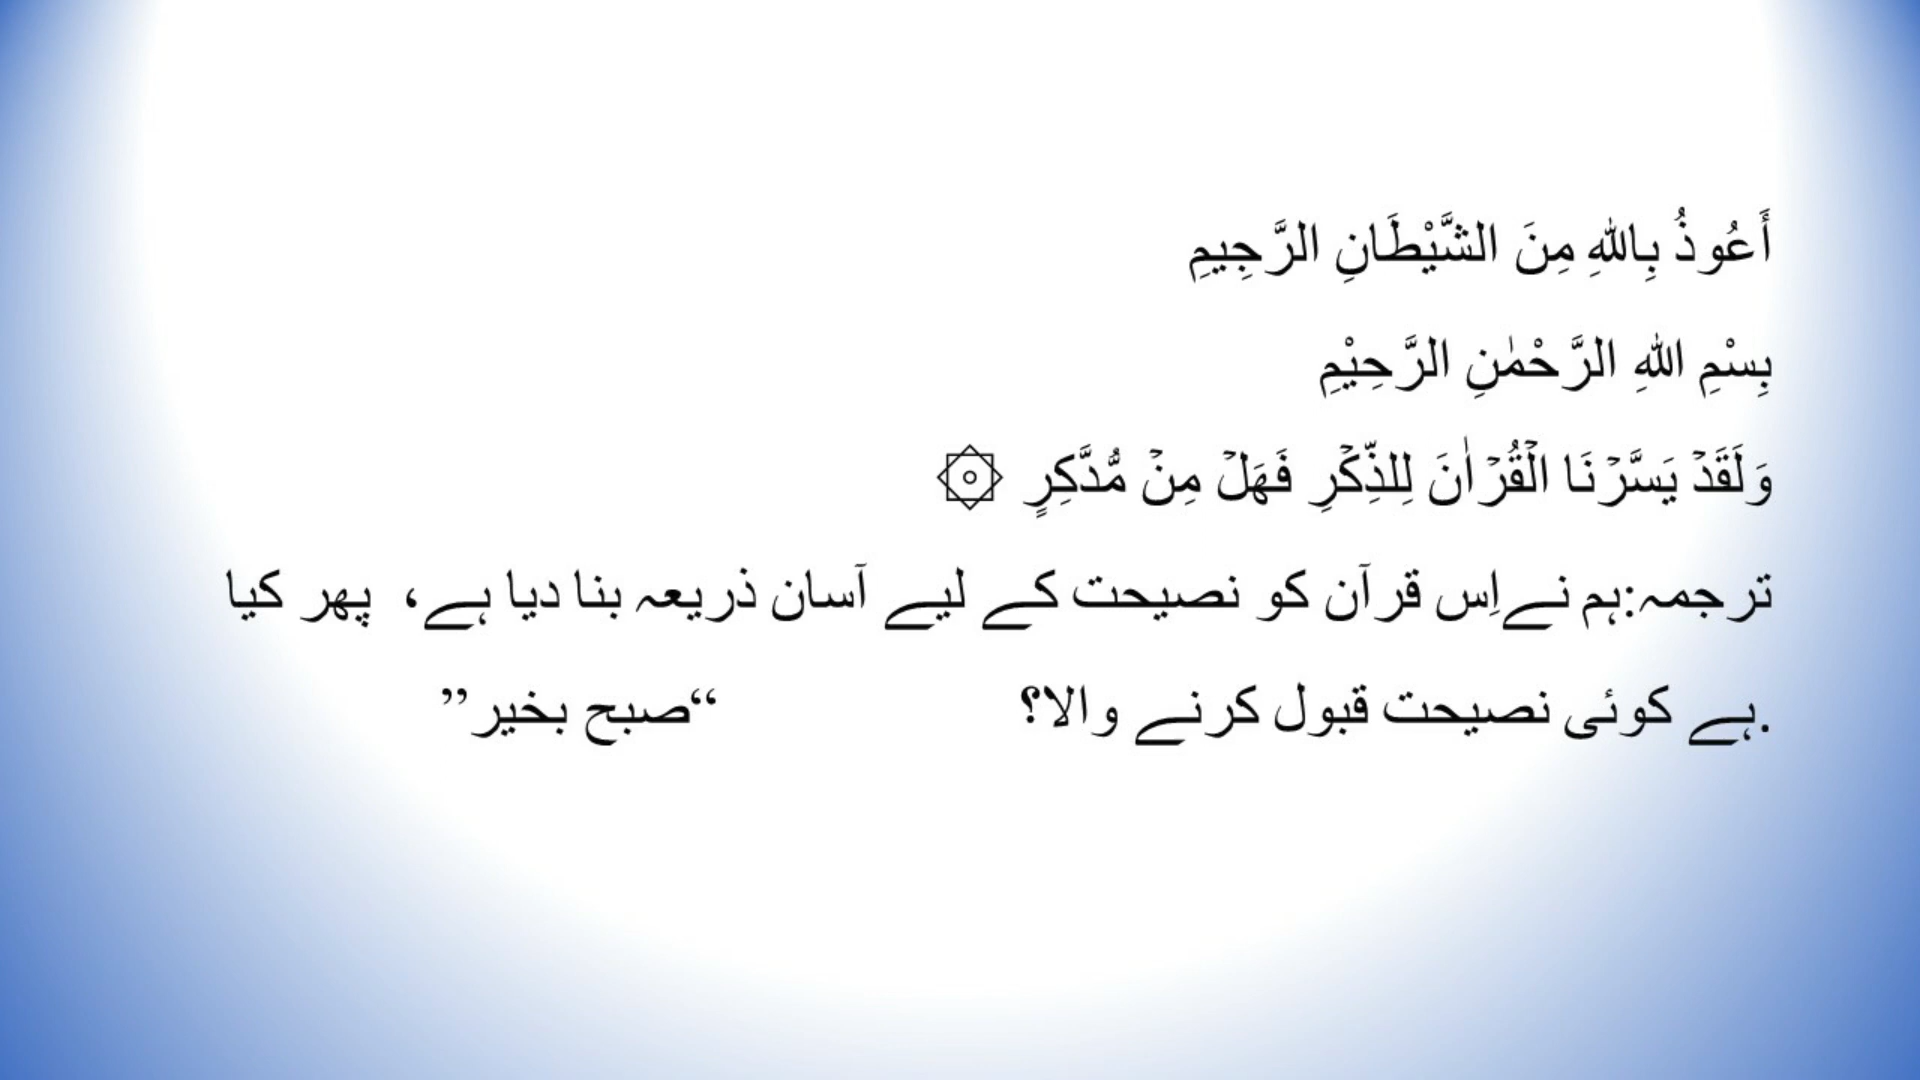 أَعُوذُ بِاللهِ مِنَ الشَّيْطَانِ الرَّجِيمِ
بِسْمِ اللهِ الرَّحْمٰنِ الرَّحِيْمِ
وَلَقَدۡ يَسَّرۡنَا الۡقُرۡاٰنَ لِلذِّكۡرِ فَهَلۡ مِنۡ مُّدَّكِرٍ ۞
ترجمہ:ہم نےاِس قرآن کو نصیحت کے لیے آسان ذریعہ بنا دیا ہے، پھر کیا
.ہے کوئی نصیحت قبول کرنے والا؟ “صبح بخیر”